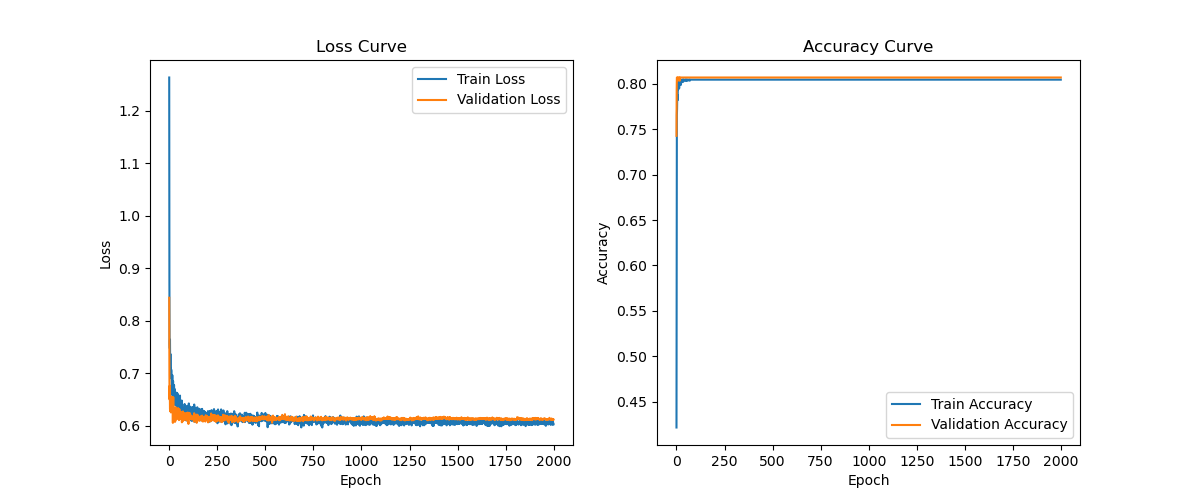 Loss Curve
Train Loss
Validation Loss
1.2
1.1
1.0
0.9
0.8
0.7
0.6
Loss
0 250 500 750 1000 1250 1500 1750 2000
Epoch
Accuracy Curve
0.80
0.75
0.70
0.65
0.60
0.55
0.50
0.45
Accuracy
Train Accuracy
Validation Accuracy
0 250 500 750 1000 1250 1500 1750 2000
Epoch